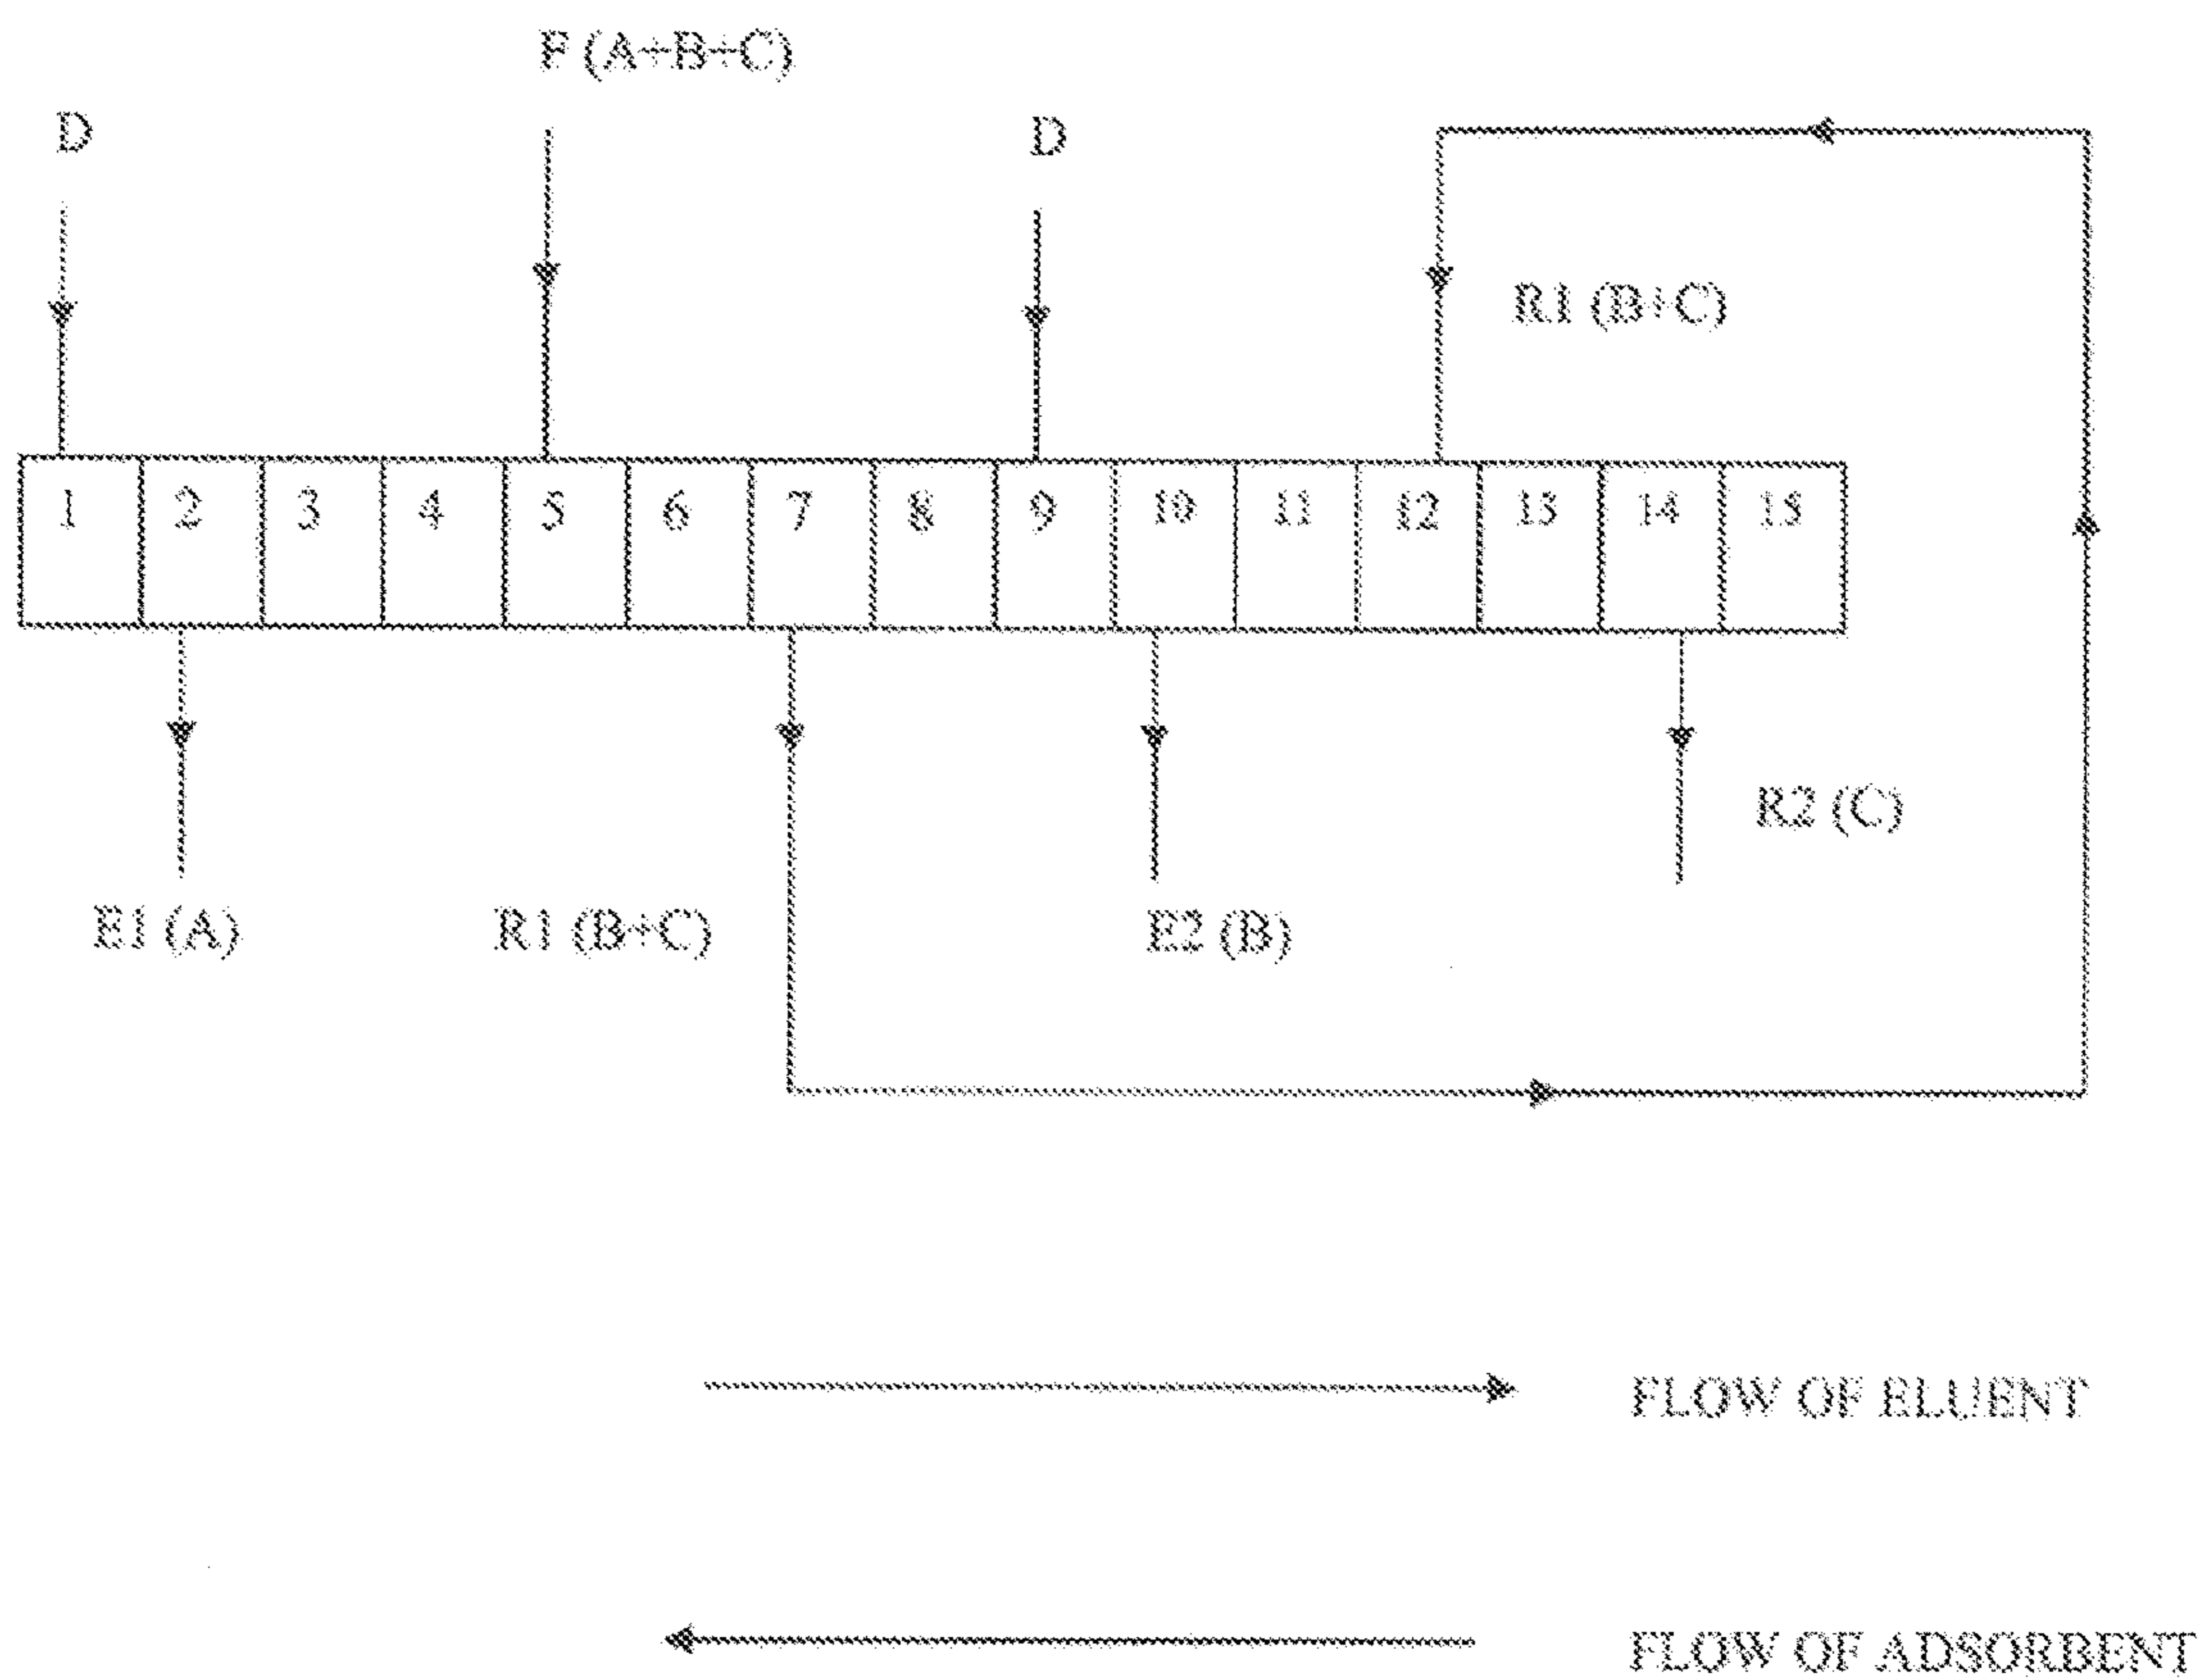 F (A+B+C)
D
D
R1 (B+C)
1 2 3 4 5 6 7 8 9 10 11 12 13 14 15
R2 (C)
E1 (A)
R1 (B+C)
E2 (B)
FLOW OF ELUENT
FLOW OF ADSORBENT